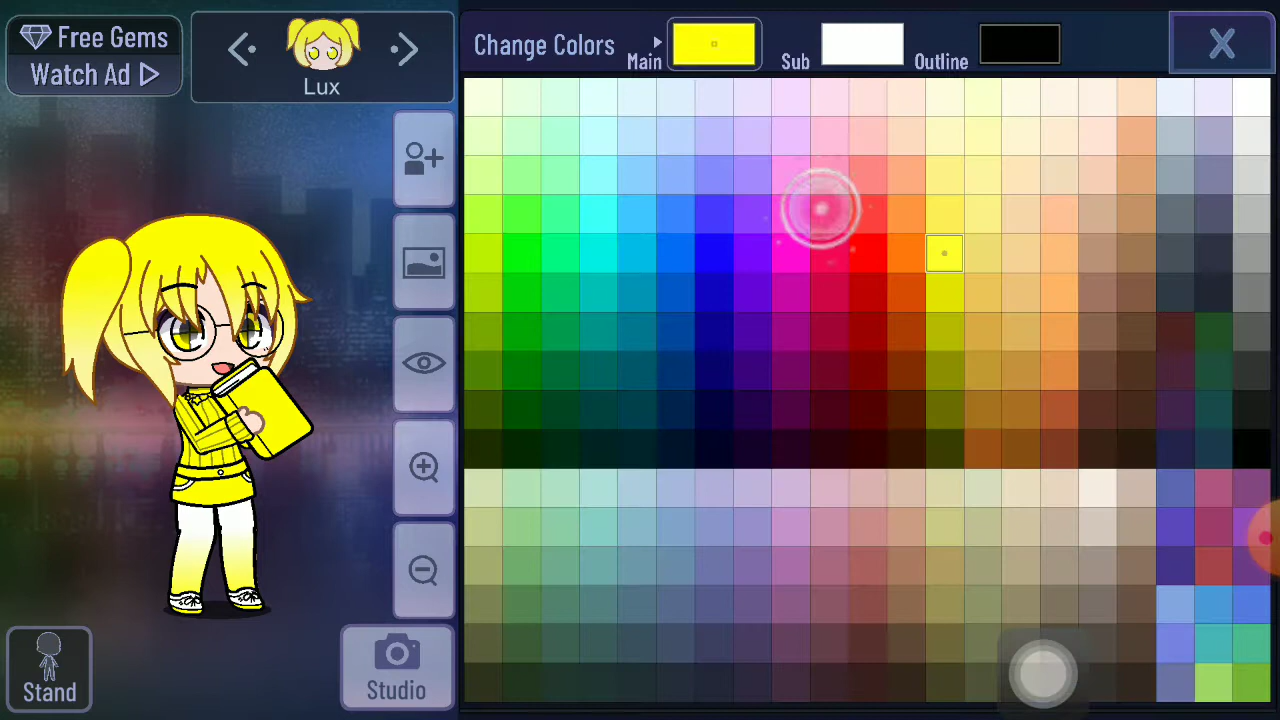 Free Gems
Watch Ad
Lux
Change Colors
Main
Sub
Outline
X
Stand
Studio